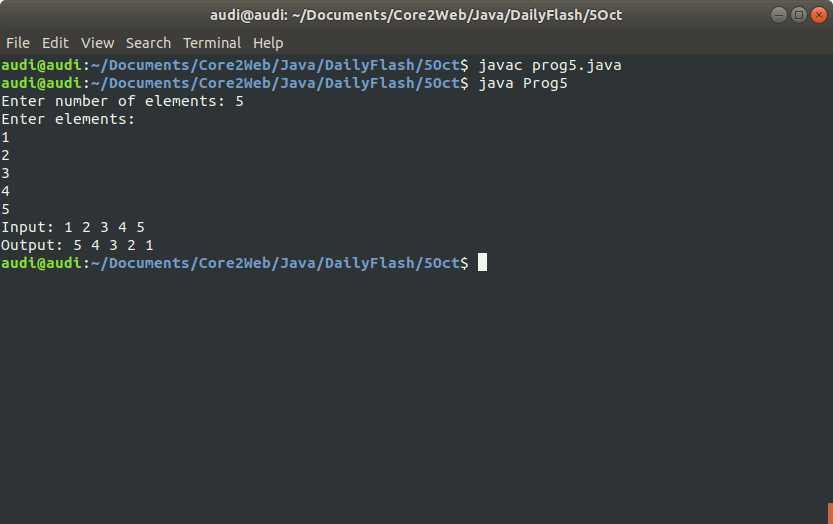 audi@audi: ~/Documents/Core2Web/Java/DailyFlash/5Oct
File Edit View Search Terminal Help
audi@audi:~/Documents/Core2Web/Java/DailyFlash/5Oct$ javac prog5.java
audi@audi:~/Documents/Core2Web/Java/DailyFlash/5Oct$ java Prog5
Enter number of elements: 5
Enter elements:
1
2
3
4
5
Input: 1 2 3 4 5
Output: 5 4 3 2 1
audi@audi:~/Documents/Core2Web/Java/DailyFlash/5Oct$